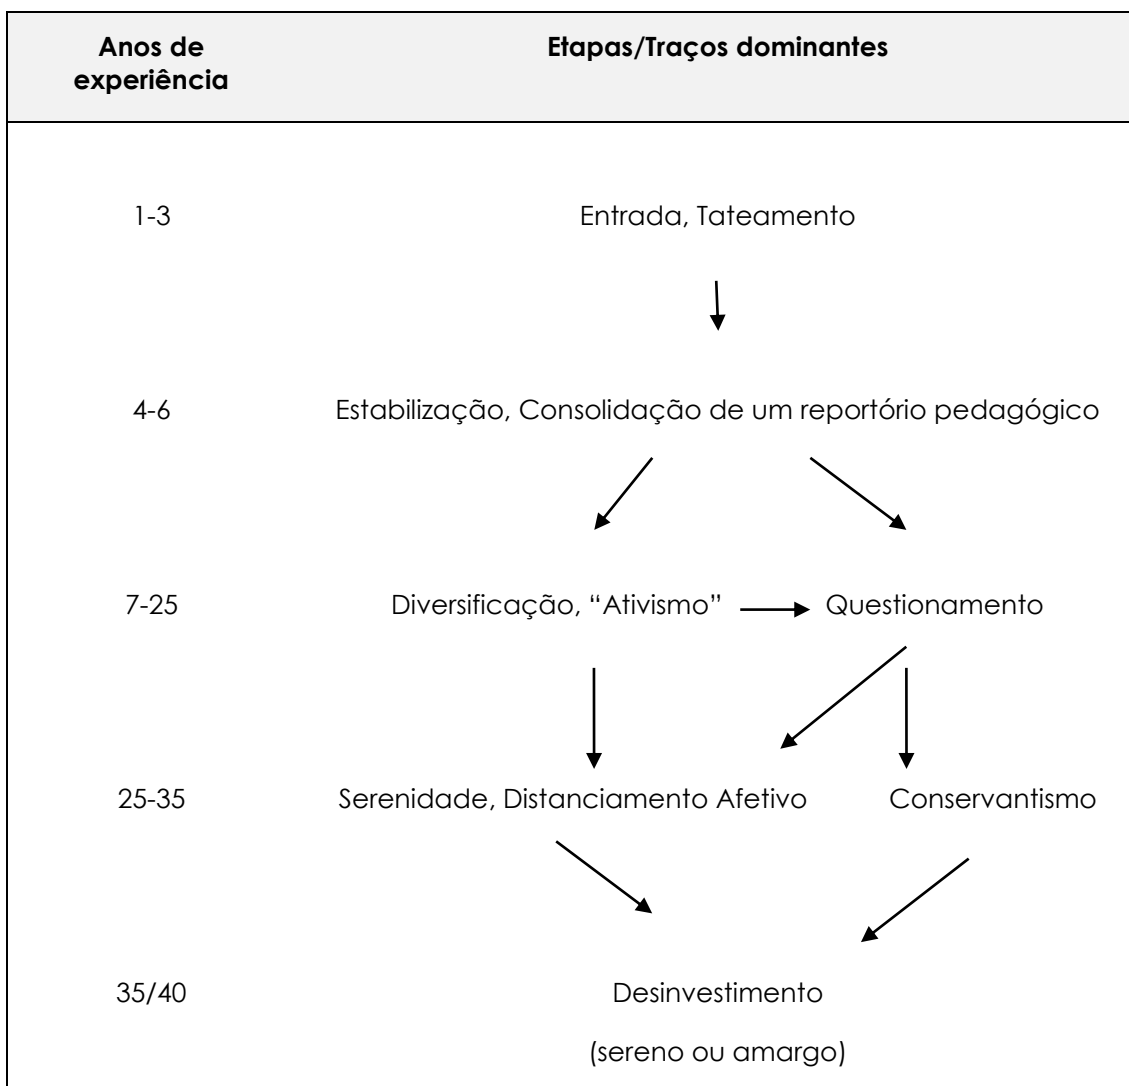 Anos de
experiência
Etapas/Traços dominantes
1-3
Entrada, Tateamento
4-6
Estabilização, Consolidação de um reportório pedagógico
7-25
Diversificação, “Ativismo”
Questionamento
25-35
Serenidade, Distanciamento Afetivo
Conservantismo
35/40
Desinvestimento
(sereno ou amargo)